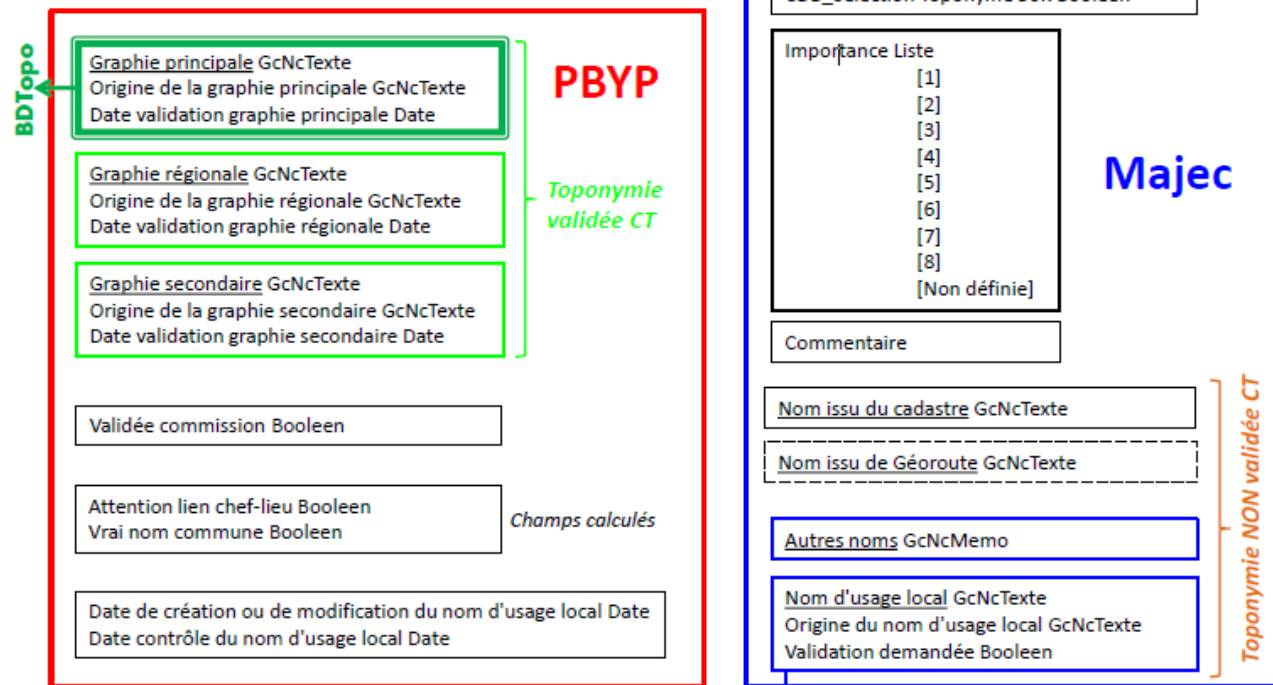 BDTopo
Graphie principale GcNcTexte
Origine de la graphie principale GcNcTexte
Date validation graphie principale Date
PBYP
Graphie régionale GcNcTexte
Origine de la graphie régionale GcNcTexte
Date validation graphie régionale Date
Toponymie
validée CT
Graphie secondaire GcNcTexte
Origine de la graphie secondaire GcNcTexte
Date validation graphie secondaire Date
Validée commission Booleen
Attention lien chef-lieu Booleen
Vrai nom commune Booleen
Champs calculés
Date de création ou de modification du nom d'usage local Date
Date contrôle du nom d'usage local Date
Importance Liste
[1]
[2]
[3]
[4]
[5]
[6]
[7]
[8]
[Non définie]
Majec
Commentaire
Nom issu du cadastre GcNcTexte
Nom issu de Géoroute GcNcTexte
Autres noms GcNcMemo
Nom d'usage local GcNcTexte
Origine du nom d'usage local GcNcTexte
Validation demandée Booleen
Toponymie NON validée CT